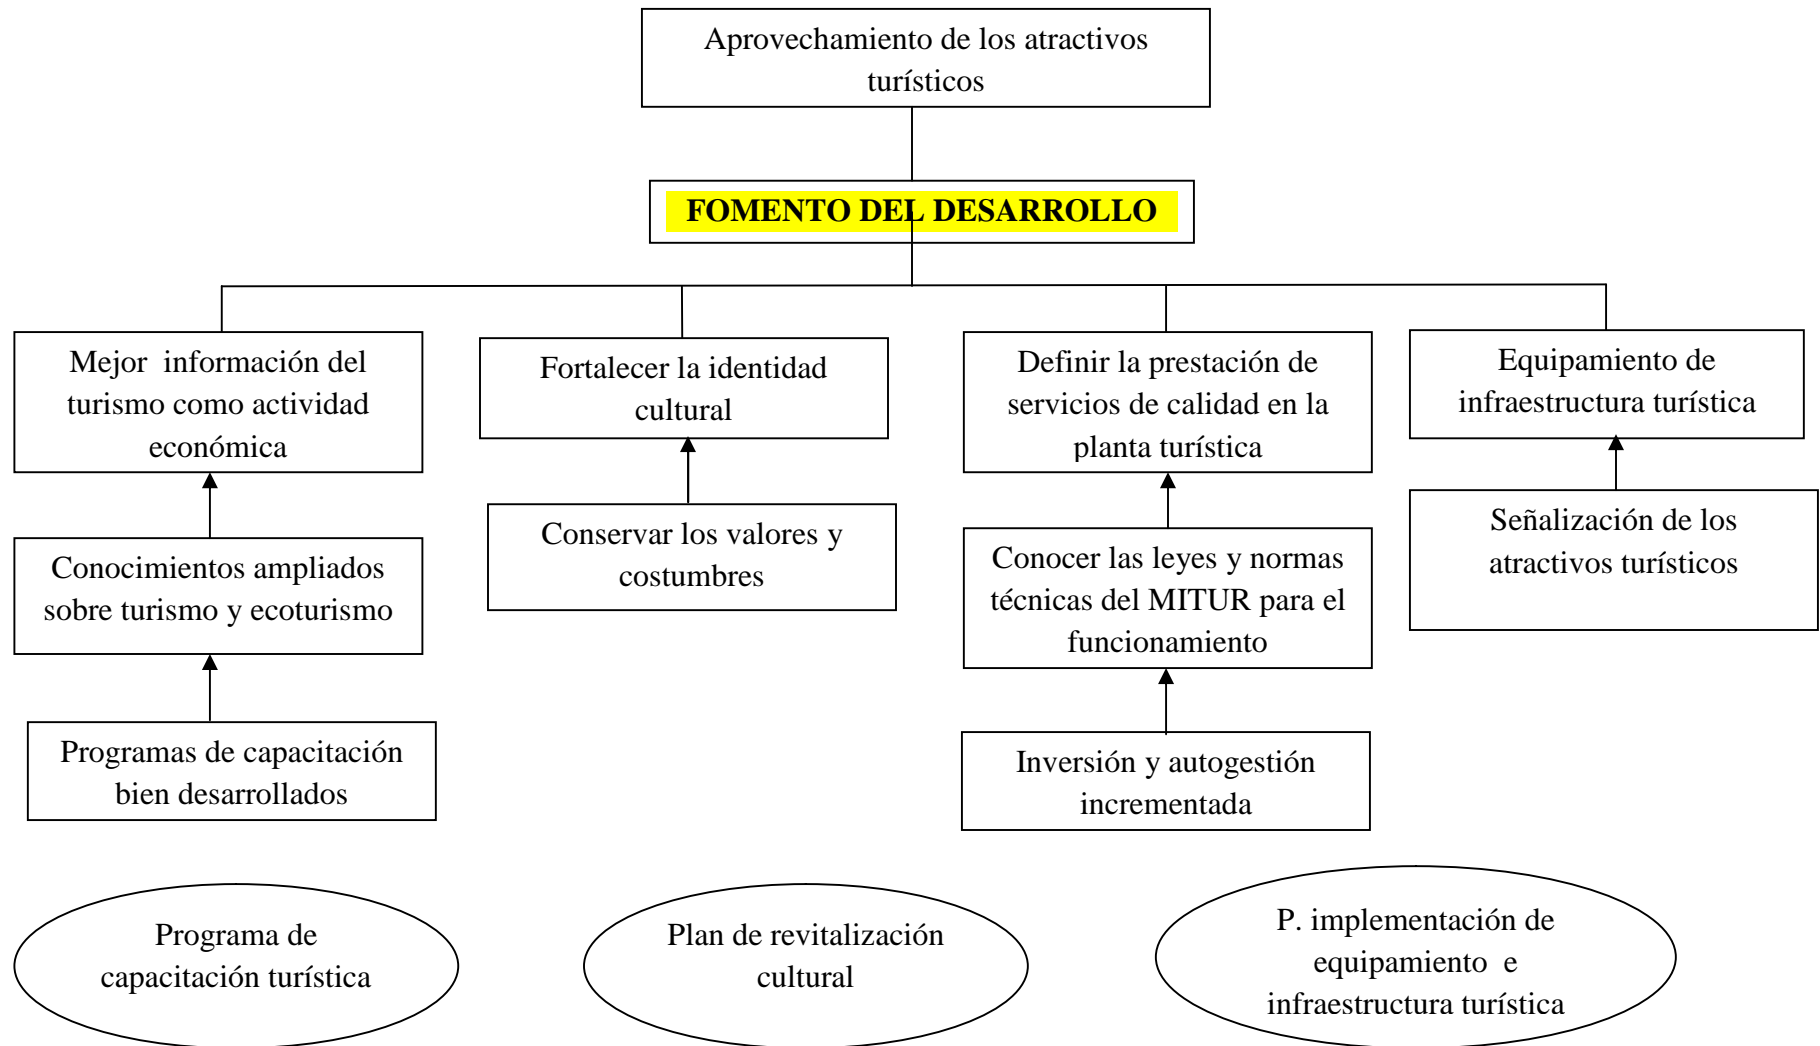 Aprovechamiento de los atractivos
turísticos
FOMENTO DEL DESARROLLO
Mejor información del
turismo como actividad
económica
Fortalecer la identidad
cultural
Definir la prestación de
servicios de calidad en la
planta turística
Equipamiento de
infraestructura turística
Conocimientos ampliados
sobre turismo y ecoturismo
Conservar los valores y
costumbres
Conocer las leyes y normas
técnicas del MITUR para el
funcionamiento
Señalización de los
atractivos turísticos
Programas de capacitación
bien desarrollados
Inversión y autogestión
incrementada
Programa de
capacitación turística
Plan de revitalización
cultural
P. implementación de
equipamiento e
infraestructura turística